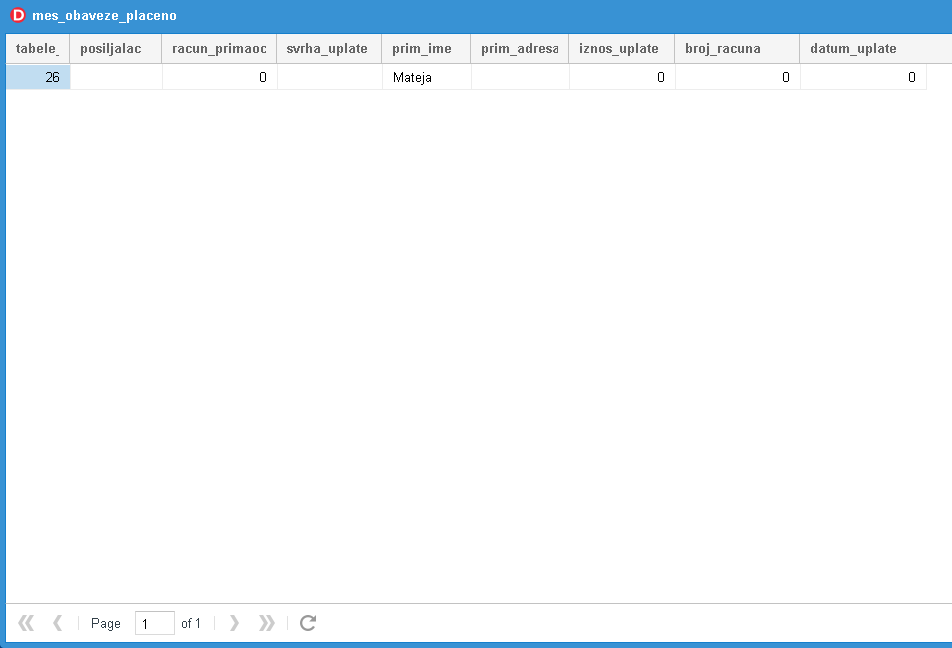 D mes_obaveze_placeno
tabele_ posiljalac racun_primaoc svrha_uplate prim_ime prim_adresa iznos_uplate broj_racuna datum_uplate
26 0 Mateja 0 0 0
Page 1 of 1